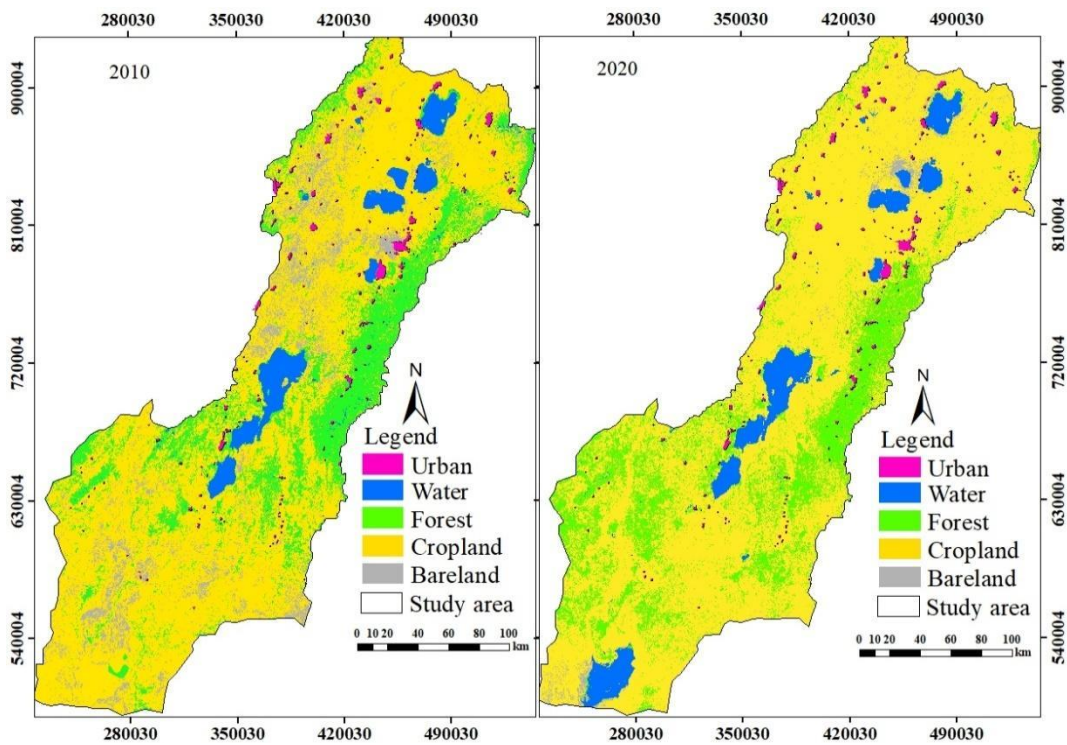 280030 350030 420030 490030 280030 350030 420030 490030
2010 2020
900004 900004
810004 810004
720004 720004
630004 630004
540004 540004
N
Legend
Urban
Water
Forest
Cropland
Bareland
Study area
0 10 20 40 60 80 100
km
N
Legend
Urban
Water
Forest
Cropland
Bareland
Study area
0 10 20 40 60 80 100
km
280030 350030 420030 490030 280030 350030 420030 490030